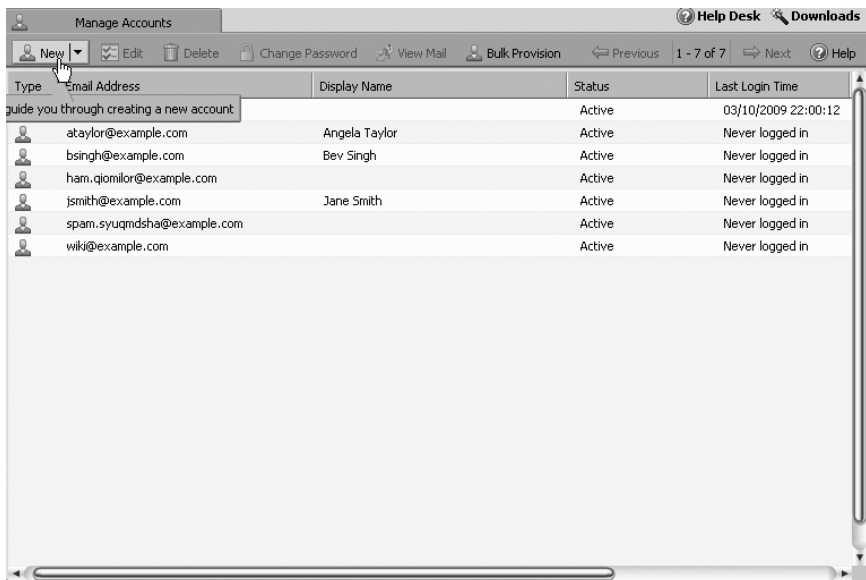 Manage Accounts
Help Desk Downloads
New Edit Delete Change Password View Mail Bulk Provision Previous 1 - 7 of 7 Next Help
Type Email Address Display Name Status Last Login Time
guide you through creating a new account Active 03/10/2009 22:00:12
ataylor@example.com Angela Taylor Active Never logged in
bsingh@example.com Bev Singh Active Never logged in
ham.qiomilor@example.com Active Never logged in
jsmith@example.com Jane Smith Active Never logged in
spam.syuqmdsha@example.com Active Never logged in
wiki@example.com Active Never logged in